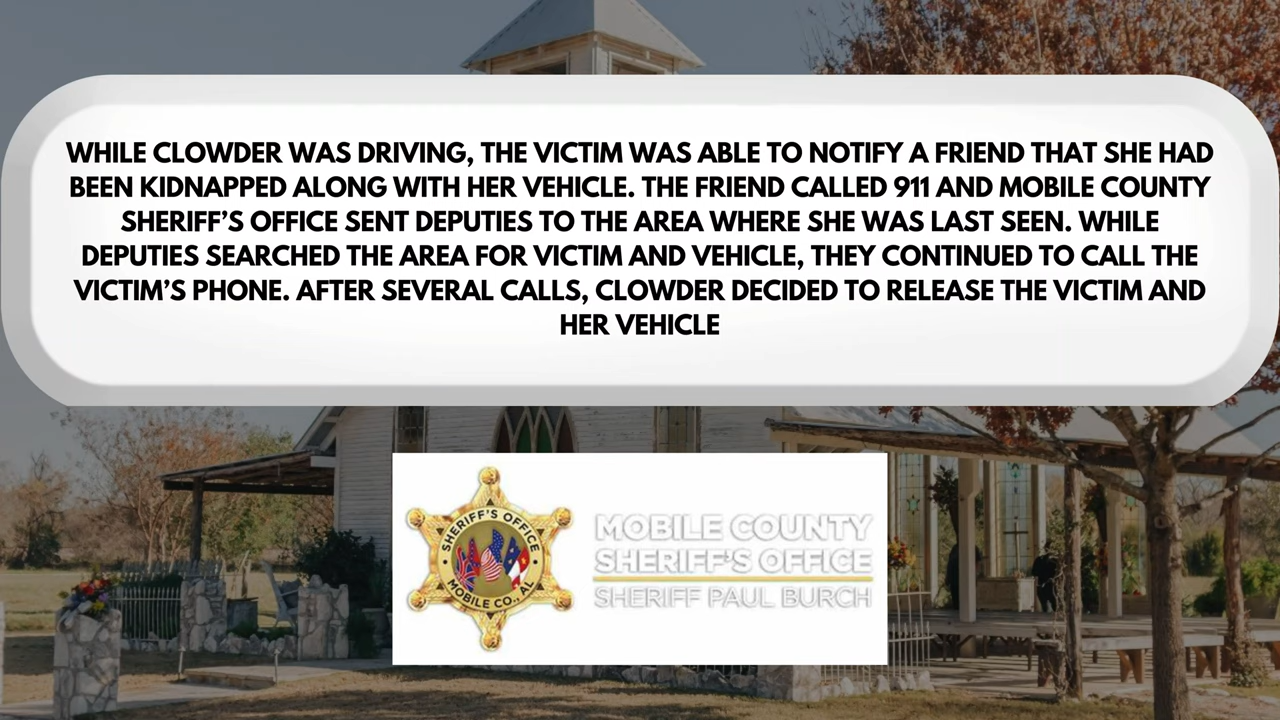 WHILE CLOWDER WAS DRIVING, THE VICTIM WAS ABLE TO NOTIFY A FRIEND THAT SHE HAD
BEEN KIDNAPPED ALONG WITH HER VEHICLE. THE FRIEND CALLED 911 AND MOBILE COUNTY
SHERIFF’S OFFICE SENT DEPUTIES TO THE AREA WHERE SHE WAS LAST SEEN. WHILE
DEPUTIES SEARCHED THE AREA FOR VICTIM AND VEHICLE, THEY CONTINUED TO CALL THE
VICTIM’S PHONE. AFTER SEVERAL CALLS, CLOWDER DECIDED TO RELEASE THE VICTIM AND
HER VEHICLE
SHERIFF'S OFFICE
MOBILE CO., AL
MOBILE COUNTY
SHERIFF'S OFFICE
SHERIFF PAUL BURCH